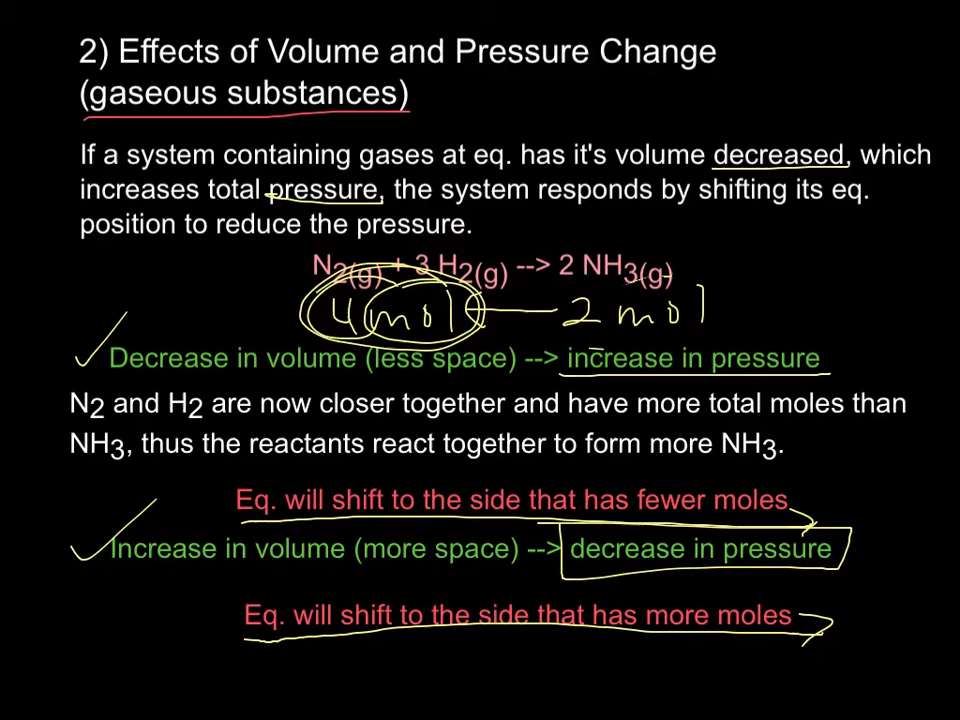 2) Effects of Volume and Pressure Change
(gaseous substances)
If a system containing gases at eq. has it's volume decreased, which
increases total pressure, the system responds by shifting its eq.
position to reduce the pressure.
N2(g) + 3 H2(g) --> 2 NH3(g)
4 mol 2 mol
Decrease in volume (less space) --> increase in pressure
N2 and H2 are now closer together and have more total moles than
NH3, thus the reactants react together to form more NH3.
Eq. will shift to the side that has fewer moles
Increase in volume (more space) --> decrease in pressure
Eq. will shift to the side that has more moles